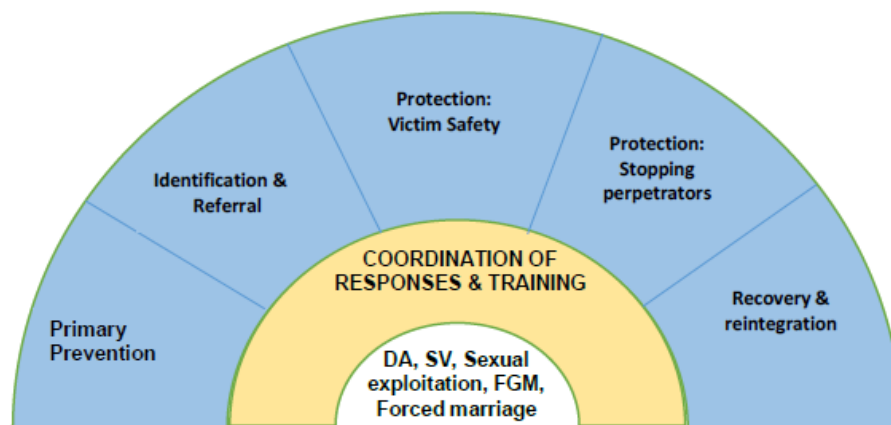 Primary
Prevention
Identification &
Referral
Protection:
Victim Safety
Protection:
Stopping
perpetrators
Recovery &
reintegration
COORDINATION OF
RESPONSES & TRAINING
DA, SV, Sexual
exploitation, FGM,
Forced marriage